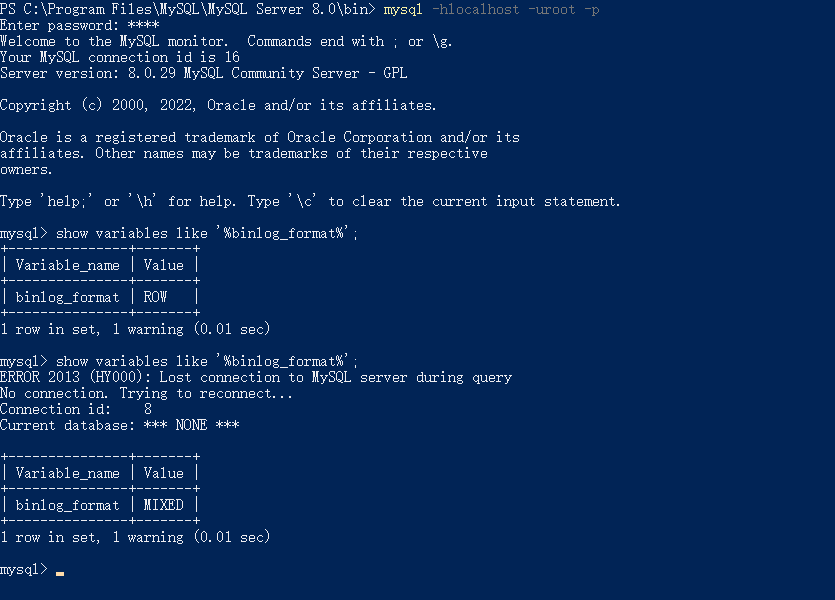 PS C:\Program Files\MySQL\MySQL Server 8.0\bin> mysql -hlocalhost -uroot -p
Enter password: ****
Welcome to the MySQL monitor.  Commands end with ; or \g.
Your MySQL connection id is 16
Server version: 8.0.29 MySQL Community Server - GPL

Copyright (c) 2000, 2022, Oracle and/or its affiliates.

Oracle is a registered trademark of Oracle Corporation and/or its
affiliates. Other names may be trademarks of their respective
owners.

Type 'help;' or '\h' for help. Type '\c' to clear the current input statement.

mysql> show variables like '%binlog_format%';
+---------------+-------+
| Variable_name | Value |
+---------------+-------+
| binlog_format | ROW   |
+---------------+-------+
1 row in set, 1 warning (0.01 sec)

mysql> show variables like '%binlog_format%';
ERROR 2013 (HY000): Lost connection to MySQL server during query
No connection. Trying to reconnect...
Connection id:    8
Current database: *** NONE ***

+---------------+-------+
| Variable_name | Value |
+---------------+-------+
| binlog_format | MIXED |
+---------------+-------+
1 row in set, 1 warning (0.01 sec)

mysql>